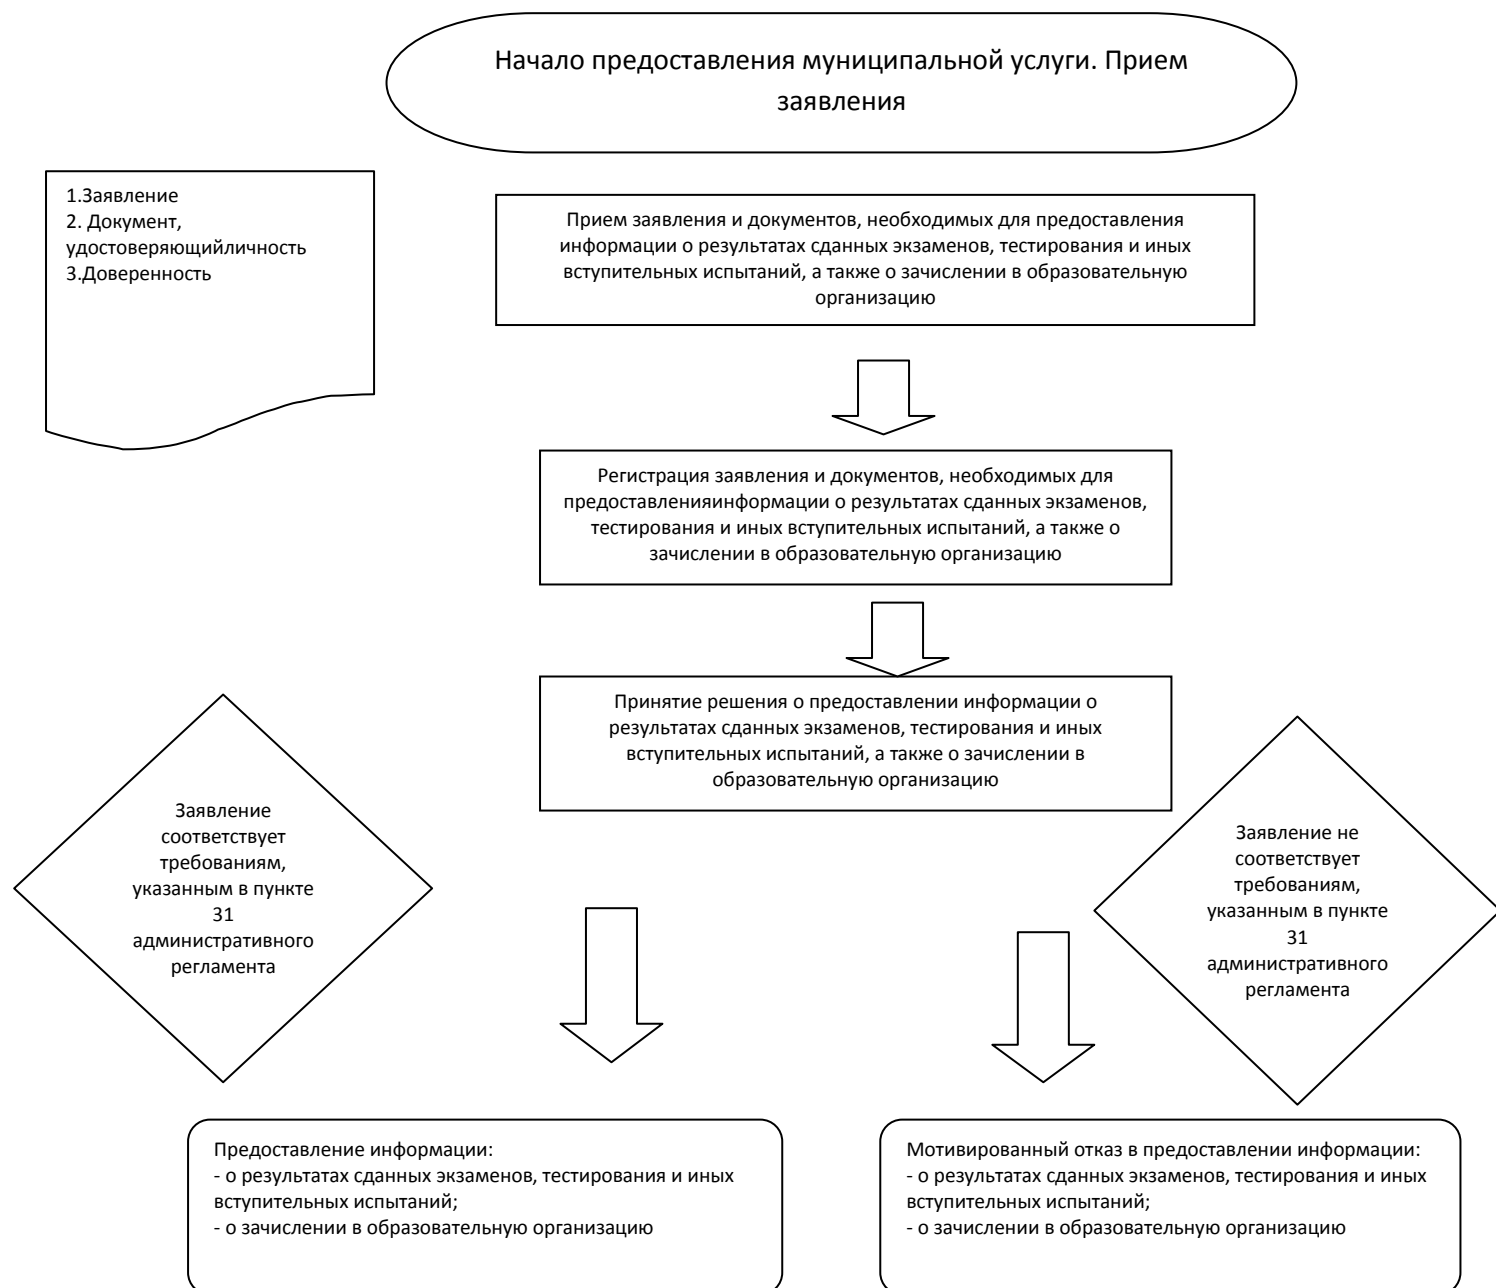 Начало предоставления муниципальной услуги. Прием
заявления
1.Заявление
2. Документ,
удостоверяющийличность
3.Доверенность
Прием заявления и документов, необходимых для предоставления
информации о результатах сданных экзаменов, тестирования и иных
вступительных испытаний, а также о зачислении в образовательную
организацию
Регистрация заявления и документов, необходимых для
предоставленияинформации о результатах сданных экзаменов,
тестирования и иных вступительных испытаний, а также о
зачислении в образовательную организацию
Принятие решения о предоставлении информации о
результатах сданных экзаменов, тестирования и иных
вступительных испытаний, а также о зачислении в
образовательную организацию
Заявление
соответствует
требованиям,
указанным в пункте
31
административного
регламента
Заявление не
соответствует
требованиям,
указанным в пункте
31
административного
регламента
Предоставление информации:
- о результатах сданных экзаменов, тестирования и иных
вступительных испытаний;
- о зачислении в образовательную организацию
Мотивированный отказ в предоставлении информации:
- о результатах сданных экзаменов, тестирования и иных
вступительных испытаний;
- о зачислении в образовательную организацию